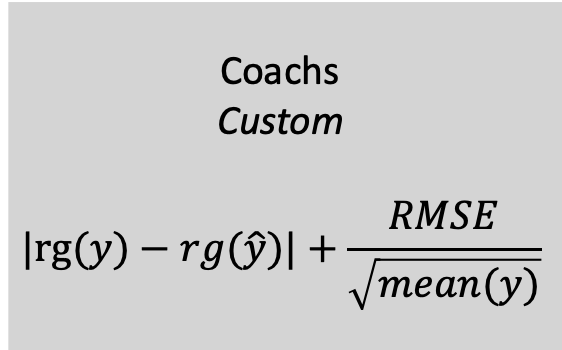 Coachs
Custom
|rg(y) − rg(ŷ)| + RMSE / √mean(y)